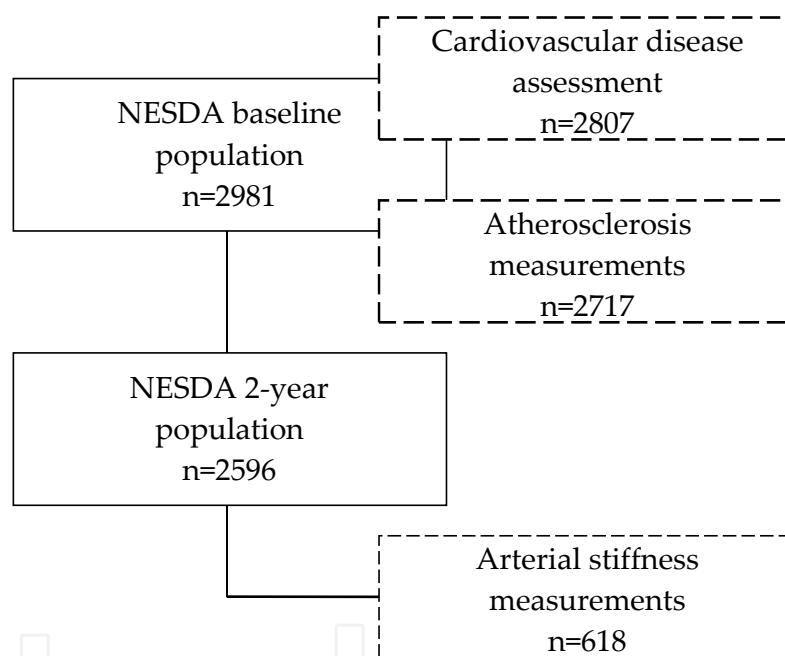 Cardiovascular disease
assessment
n=2807
NESDA baseline
population
n=2981
Atherosclerosis
measurements
n=2717
NESDA 2-year
population
n=2596
Arterial stiffness
measurements
n=618